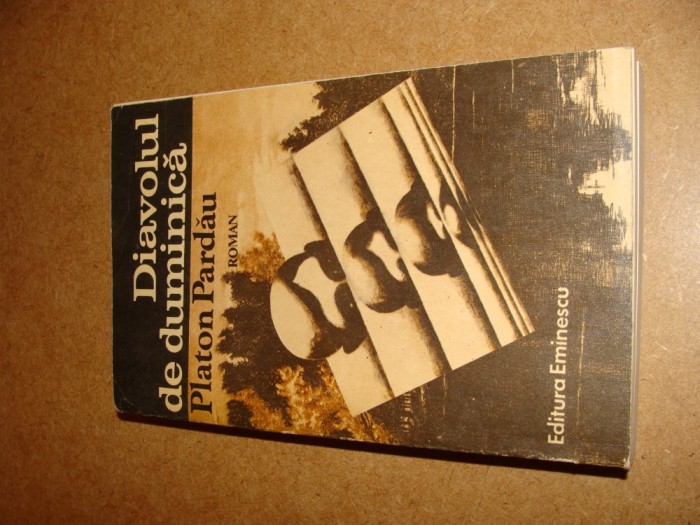 Diavolul
de duminică
Platon Pardău
ROMAN
Editura Eminescu